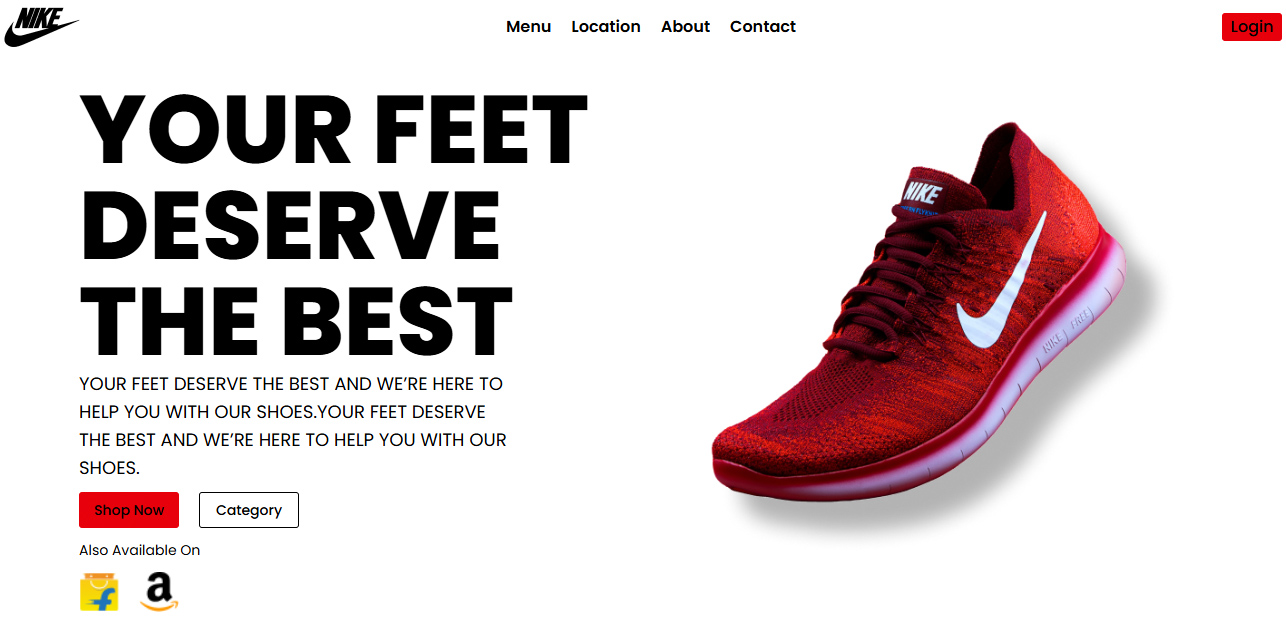 NIKE
Menu Location About Contact
Login
YOUR FEET
DESERVE
THE BEST
YOUR FEET DESERVE THE BEST AND WE’RE HERE TO
HELP YOU WITH OUR SHOES.YOUR FEET DESERVE
THE BEST AND WE’RE HERE TO HELP YOU WITH OUR
SHOES.
Shop Now Category
Also Available On
f a
NIKE
NIKE FREE